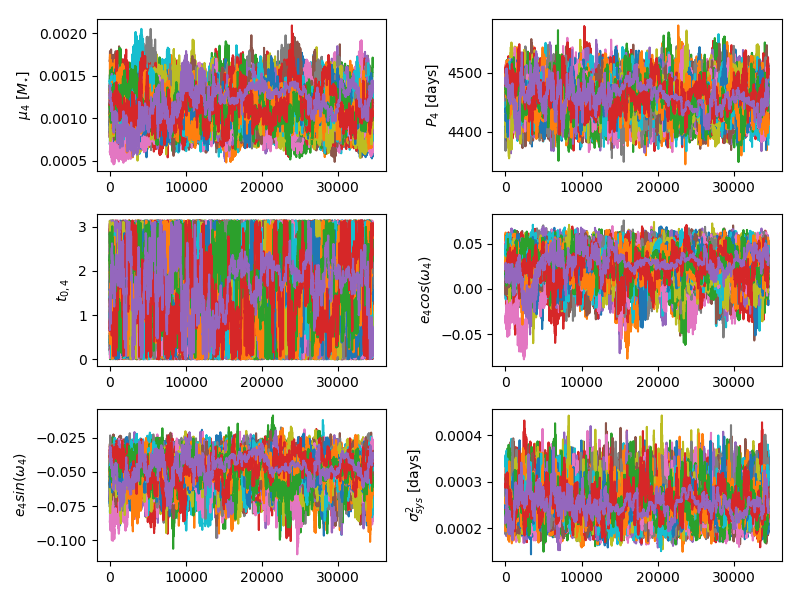 0.0020
0.0015
0.0010
0.0005
μ₄ [M⋆]
0 10000 20000 30000
4500
4400
P₄ [days]
0 10000 20000 30000
3
2
1
0
t₀,₄
0 10000 20000 30000
0.05
0.00
−0.05
e₄cos(ω₄)
0 10000 20000 30000
−0.025
−0.050
−0.075
−0.100
e₄sin(ω₄)
0 10000 20000 30000
0.0004
0.0003
0.0002
σ²sys [days]
0 10000 20000 30000